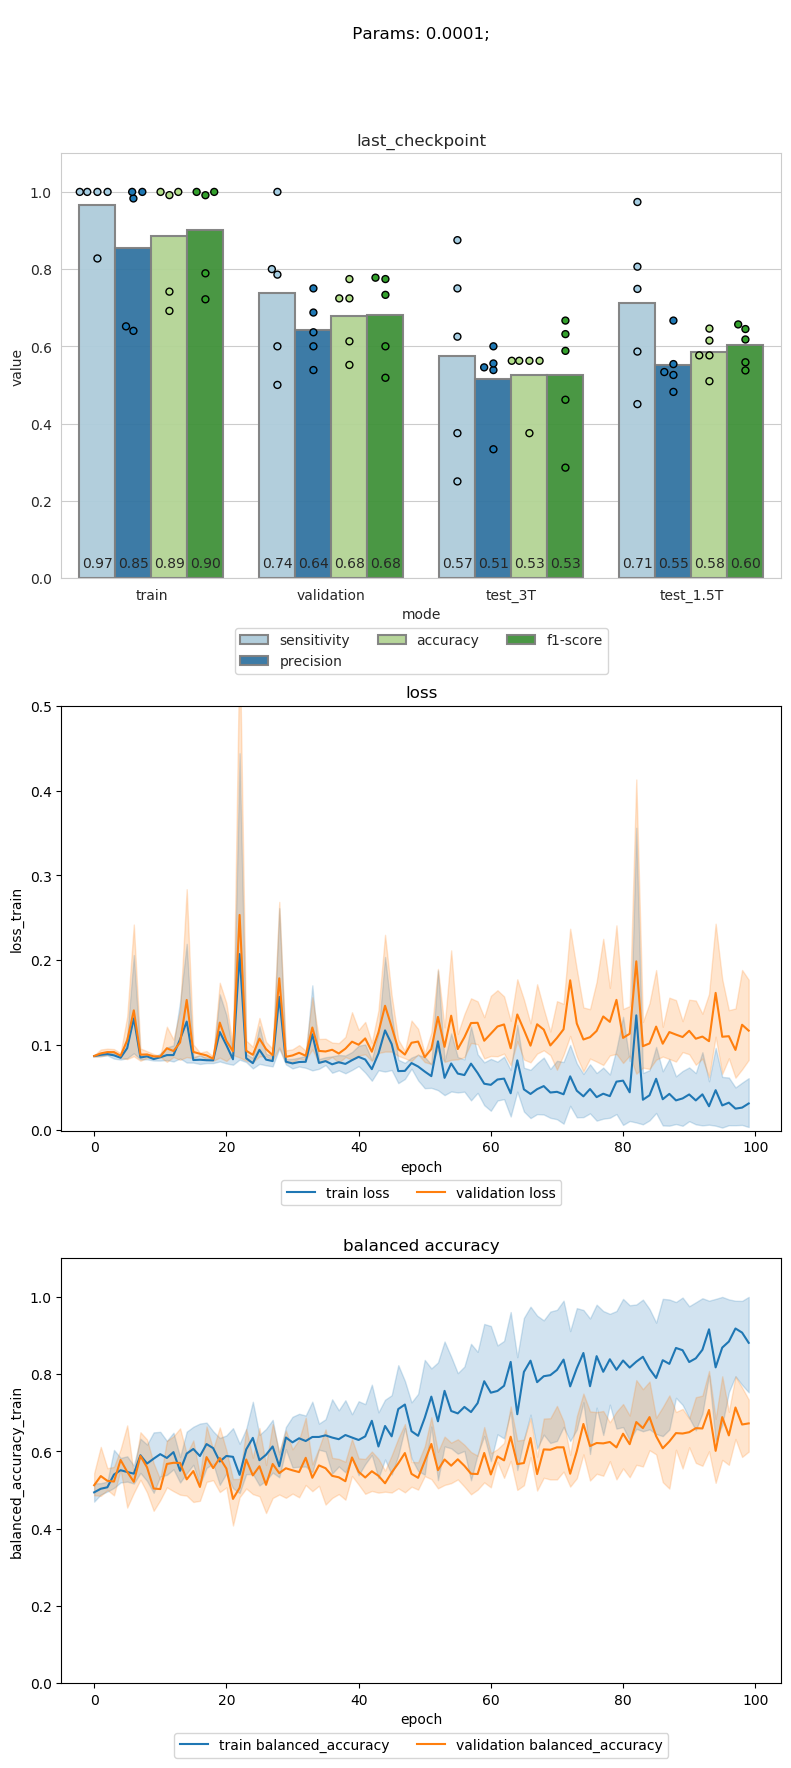 Params: 0.0001;
last_checkpoint
value
1.0
0.8
0.6
0.4
0.2
0.0
0.97 0.85 0.89 0.90 0.74 0.64 0.68 0.68 0.57 0.51 0.53 0.53 0.71 0.55 0.58 0.60
train validation test_3T test_1.5T
mode
sensitivity accuracy f1-score
precision
loss
loss_train
0.5
0.4
0.3
0.2
0.1
0.0
0 20 40 60 80 100
epoch
train loss validation loss
balanced accuracy
balanced_accuracy_train
1.0
0.8
0.6
0.4
0.2
0.0
0 20 40 60 80 100
epoch
train balanced_accuracy validation balanced_accuracy